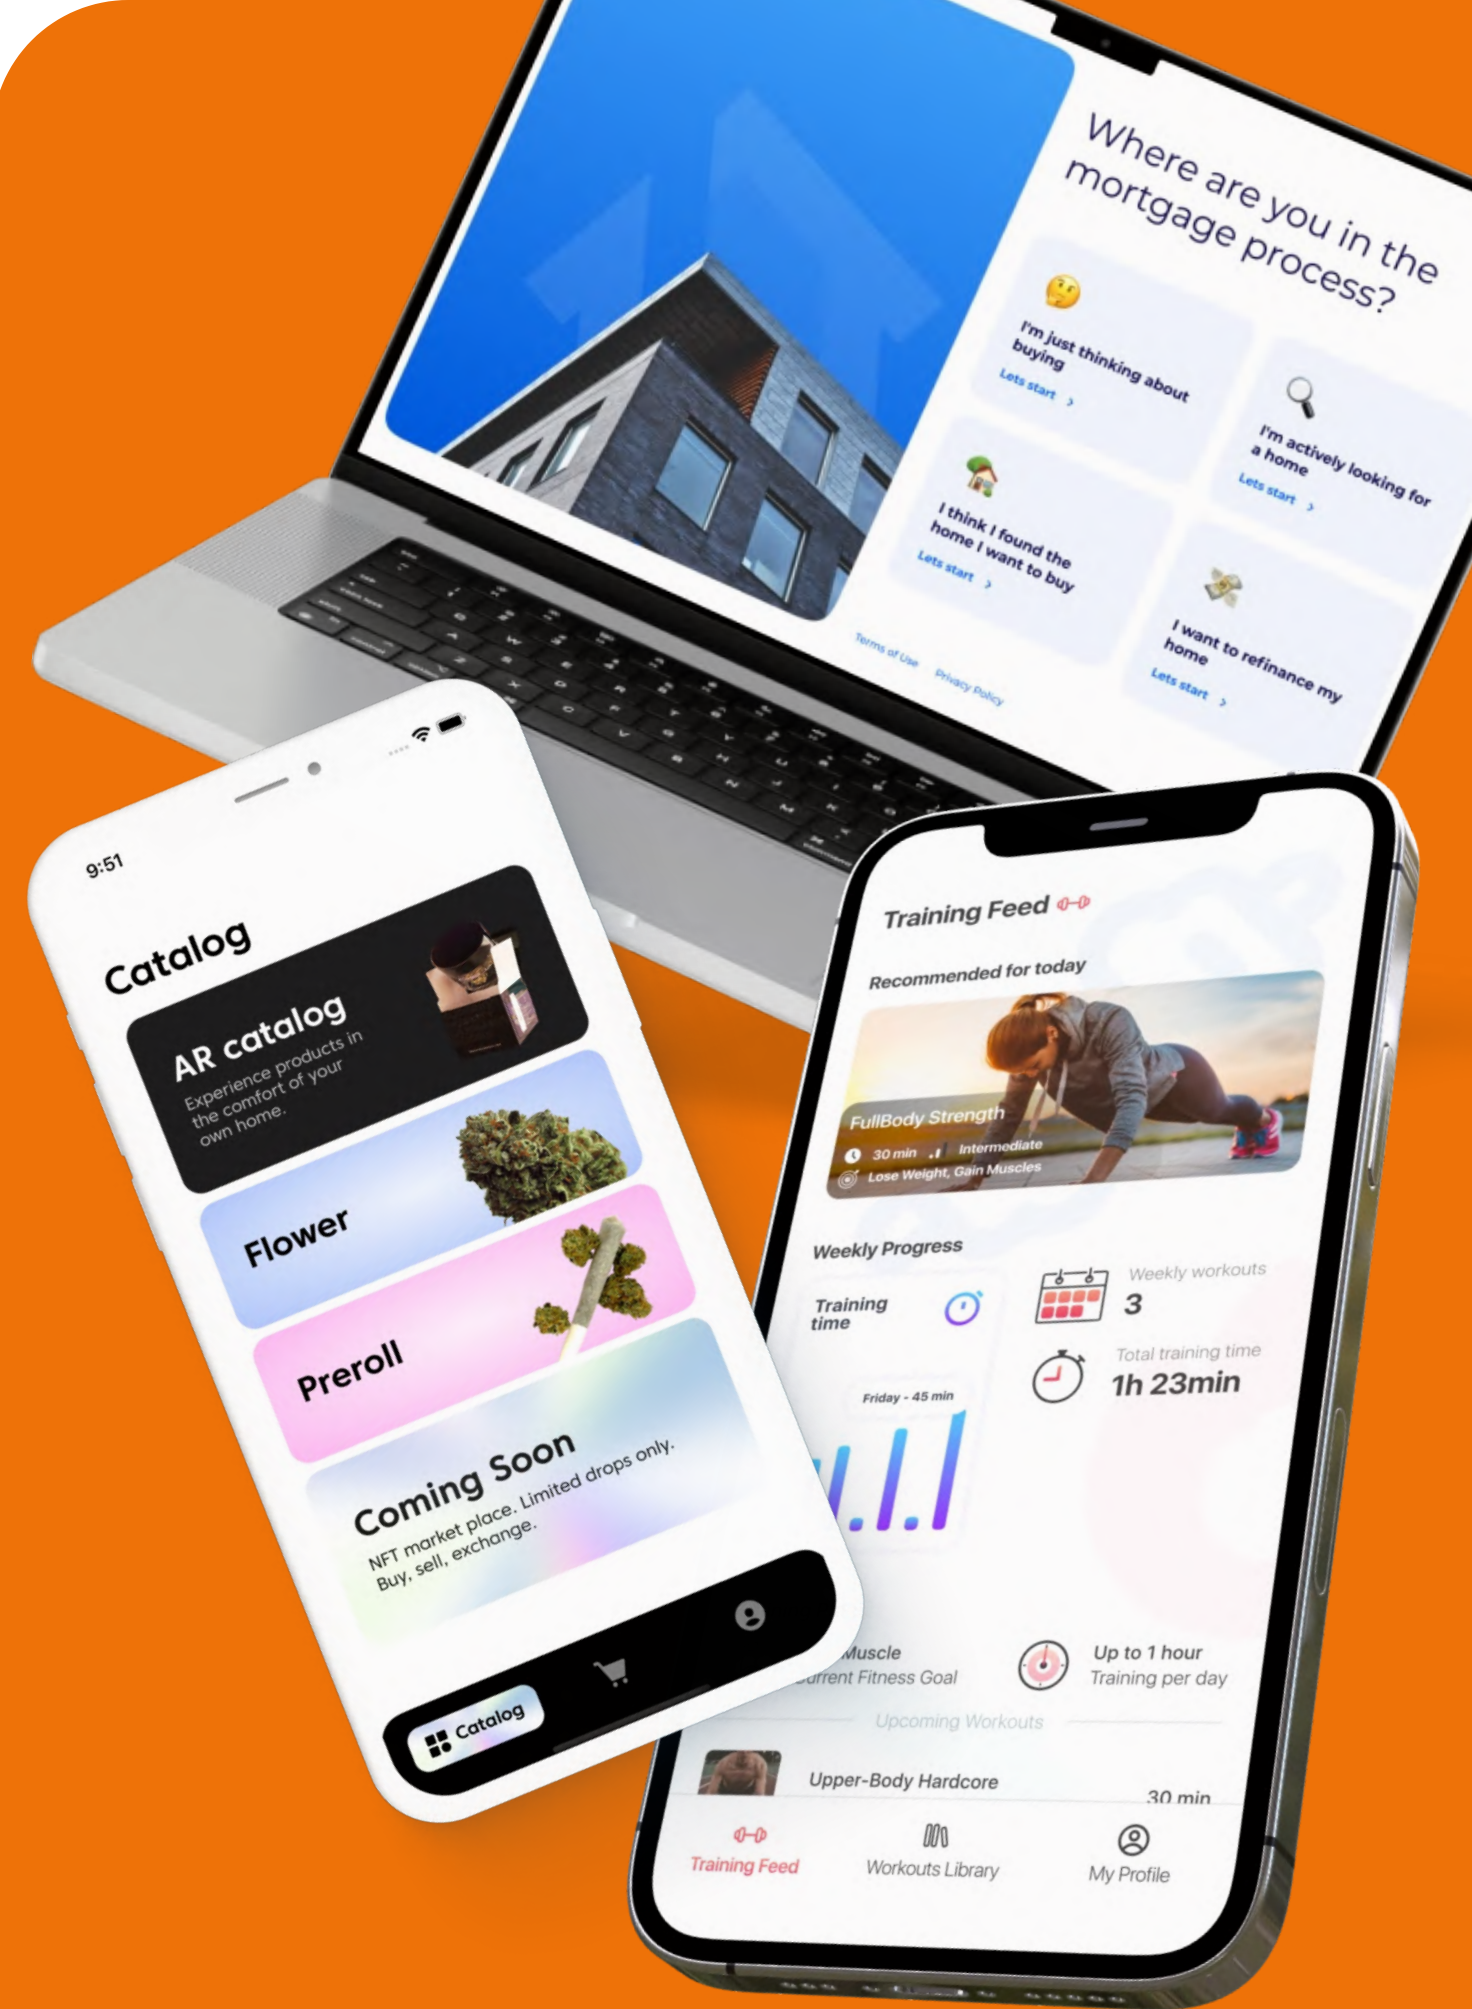 Where are you in the
mortgage process?
I'm just thinking about
buying
Lets start
I'm actively looking for
a home
Lets start
I think I found the
home I want to buy
Lets start
I want to refinance my
home
Lets start
Terms of Use
Privacy Policy
9:51
Catalog
AR catalog
Experience products in
the comfort of your
own home.
Flower
Preroll
Coming Soon
NFT market place. Limited drops only.
Buy, sell, exchange.
Catalog
Training Feed
Recommended for today
FullBody Strength
30 min
Intermediate
Lose Weight, Gain Muscles
Weekly Progress
Training
time
Friday - 45 min
Weekly workouts
3
Total training time
1h 23min
Muscle
Current Fitness Goal
Up to 1 hour
Training per day
Upcoming Workouts
Upper-Body Hardcore
30 min
Training Feed
Workouts Library
My Profile